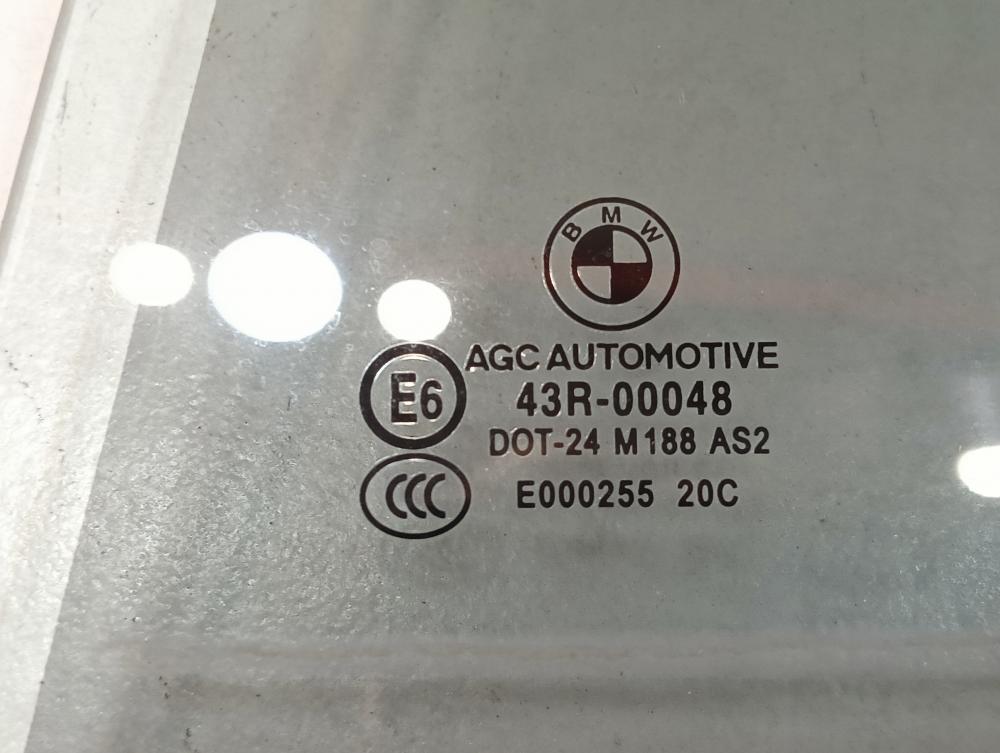 BMW
AGC AUTOMOTIVE
E6 43R-00048
DOT-24 M188 AS2
CCC E000255 20C